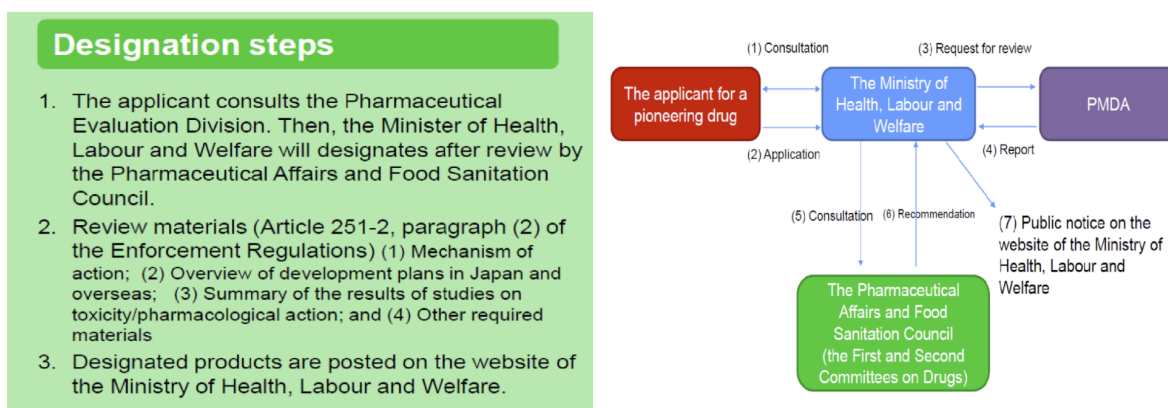 Designation steps
1. The applicant consults the Pharmaceutical
Evaluation Division. Then, the Minister of Health,
Labour and Welfare will designates after review by
the Pharmaceutical Affairs and Food Sanitation
Council.
2. Review materials (Article 251-2, paragraph (2) of
the Enforcement Regulations) (1) Mechanism of
action; (2) Overview of development plans in Japan and
overseas; (3) Summary of the results of studies on
toxicity/pharmacological action; and (4) Other required
materials
3. Designated products are posted on the website of
the Ministry of Health, Labour and Welfare.
(1) Consultation
(3) Request for review
The applicant for a
pioneering drug
The Ministry of
Health, Labour and
Welfare
PMDA
(2) Application
(4) Report
(5) Consultation
(6) Recommendation
(7) Public notice on the
website of the Ministry of
Health, Labour and
Welfare
The Pharmaceutical
Affairs and Food
Sanitation Council
(the First and Second
Committees on Drugs)